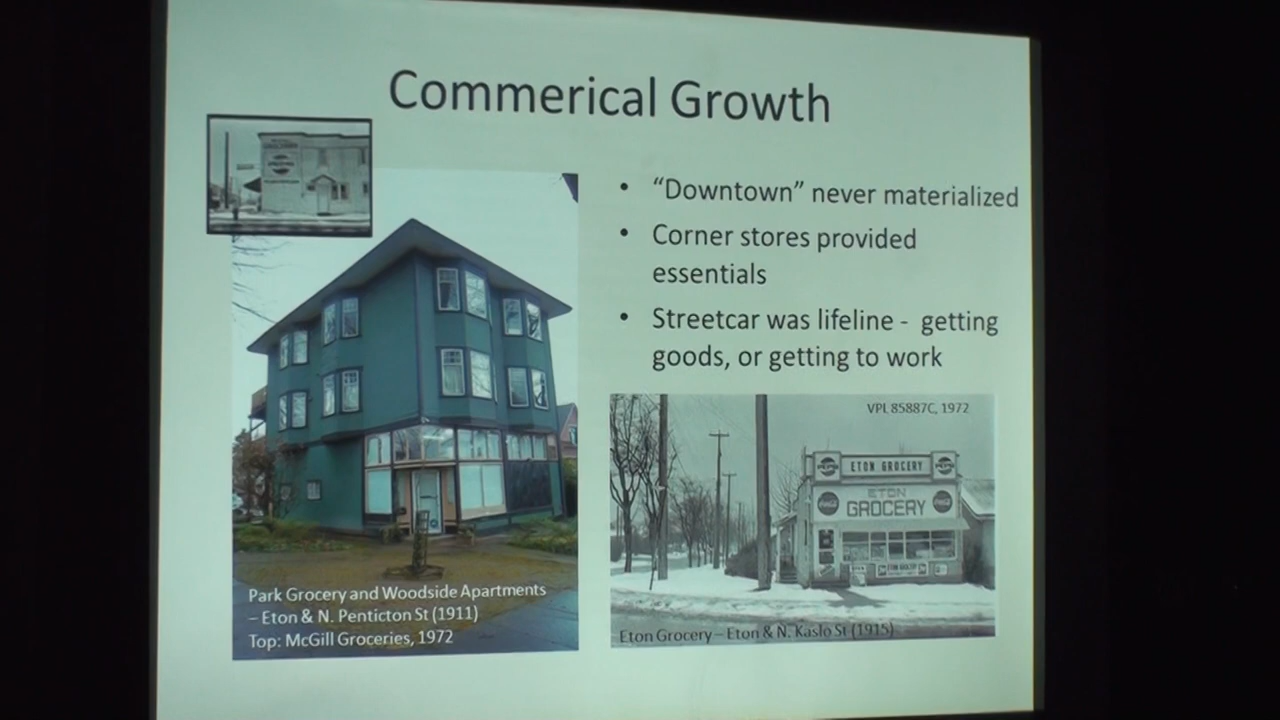 Commerical Growth
• “Downtown” never materialized
• Corner stores provided
essentials
• Streetcar was lifeline - getting
goods, or getting to work
Park Grocery and Woodside Apartments
– Eton & N. Penticton St (1911)
Top: McGill Groceries, 1972
VPL 85887C, 1972
PEPSI ETON GROCERY PEPSI
ETON
GROCERY
Eton Grocery – Eton & N. Kaslo St (1915)